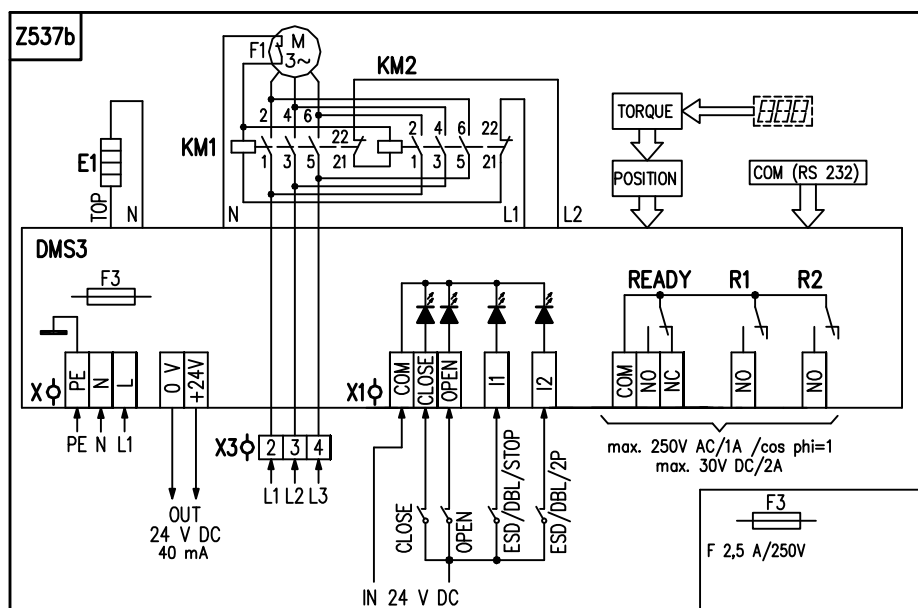 Z537b
F1
M
3~
KM2
TORQUE
POSITION
COM (RS 232)
E1
TOP
N
KM1
2 4 6
22
1 3 5
21
2 4 6
22
1 3 5
21
N
L1
L2
DMS3
F3
X
PE
N
L
0 V
+24V
PE N L1
OUT
24 V DC
40 mA
X3
2 3 4
L1 L2 L3
X1
COM
CLOSE
OPEN
I1
I2
CLOSE
OPEN
ESD/DBL/STOP
ESD/DBL/2P
IN 24 V DC
READY
R1
R2
COM
NO
NC
NO
NO
max. 250V AC/1A /cos phi=1
max. 30V DC/2A
F3
F 2,5 A/250V